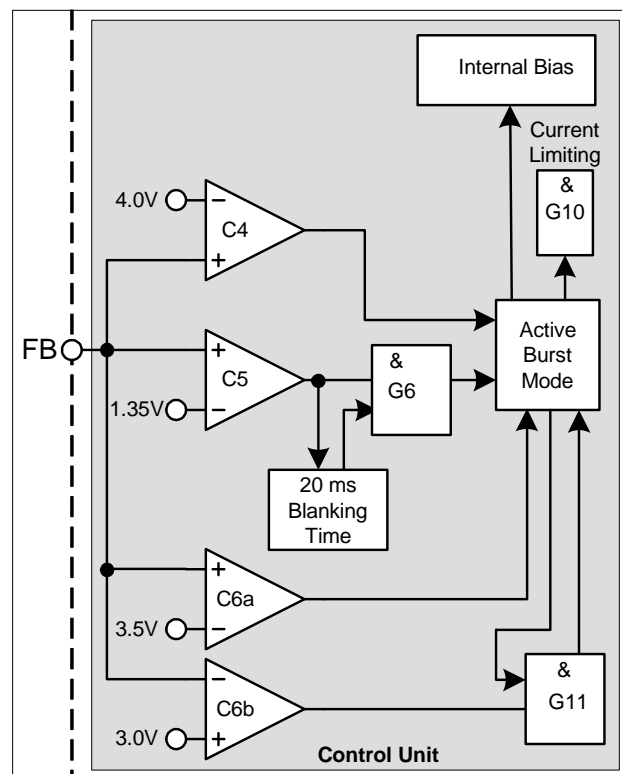 Internal Bias
Current
Limiting
&
G10
4.0V
−
C4
+
FB
+
C5
−
1.35V
&
G6
Active
Burst
Mode
20 ms
Blanking
Time
+
C6a
−
3.5V
−
C6b
+
3.0V
&
G11
Control Unit